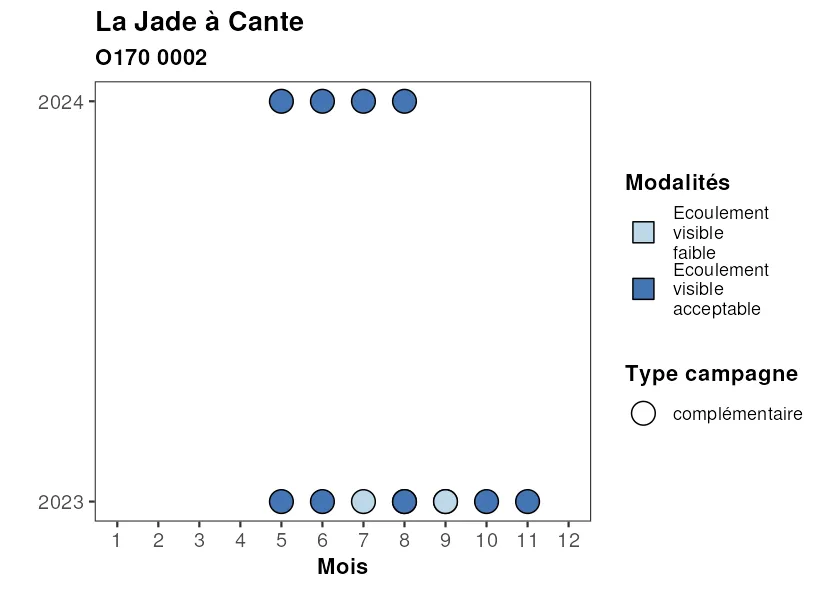 La Jade à Cante
O170 0002
2024
2023
1 2 3 4 5 6 7 8 9 10 11 12
Mois
Modalités
Ecoulement
visible
faible
Ecoulement
visible
acceptable
Type campagne
complémentaire